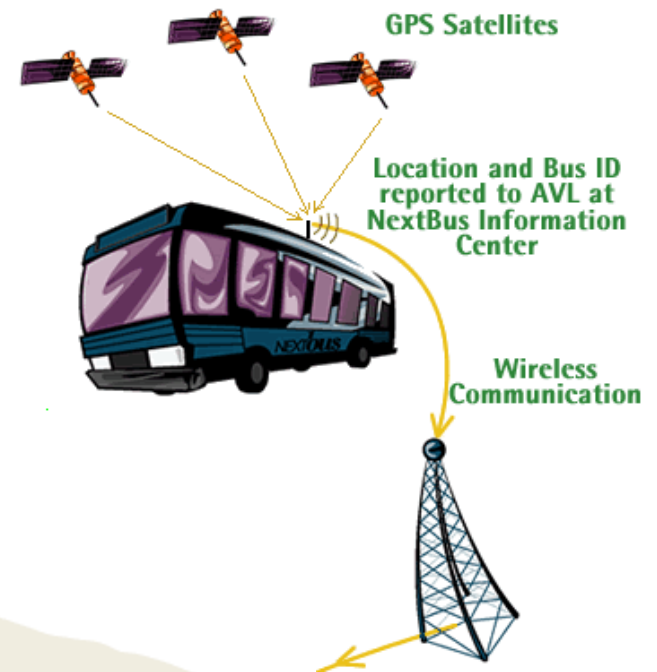 GPS Satellites
Location and Bus ID
reported to AVL at
NextBus Information
Center
NEXTBUS
Wireless
Communication